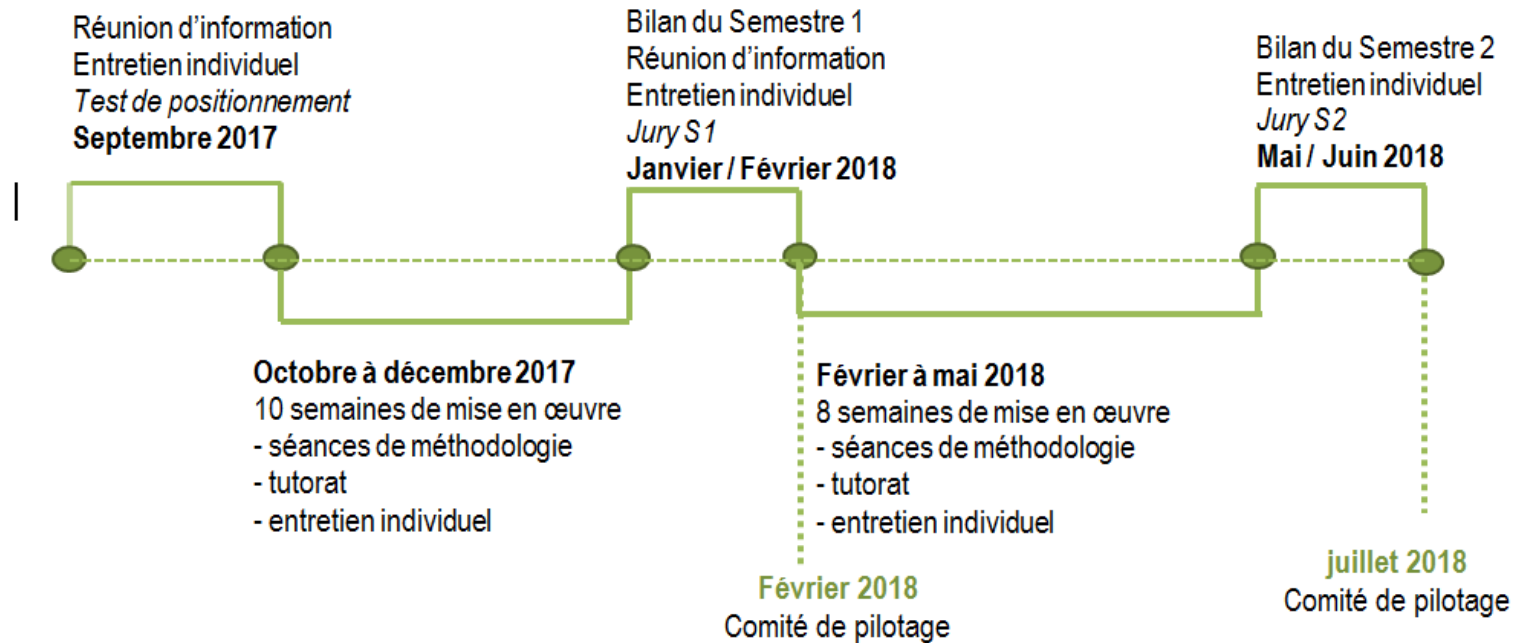 Réunion d’information
Entretien individuel
Test de positionnement
Septembre 2017
Bilan du Semestre 1
Réunion d’information
Entretien individuel
Jury S1
Janvier / Février 2018
Bilan du Semestre 2
Entretien individuel
Jury S2
Mai / Juin 2018
Octobre à décembre 2017
10 semaines de mise en œuvre
- séances de méthodologie
- tutorat
- entretien individuel
Février à mai 2018
8 semaines de mise en œuvre
- séances de méthodologie
- tutorat
- entretien individuel
Février 2018
Comité de pilotage
juillet 2018
Comité de pilotage